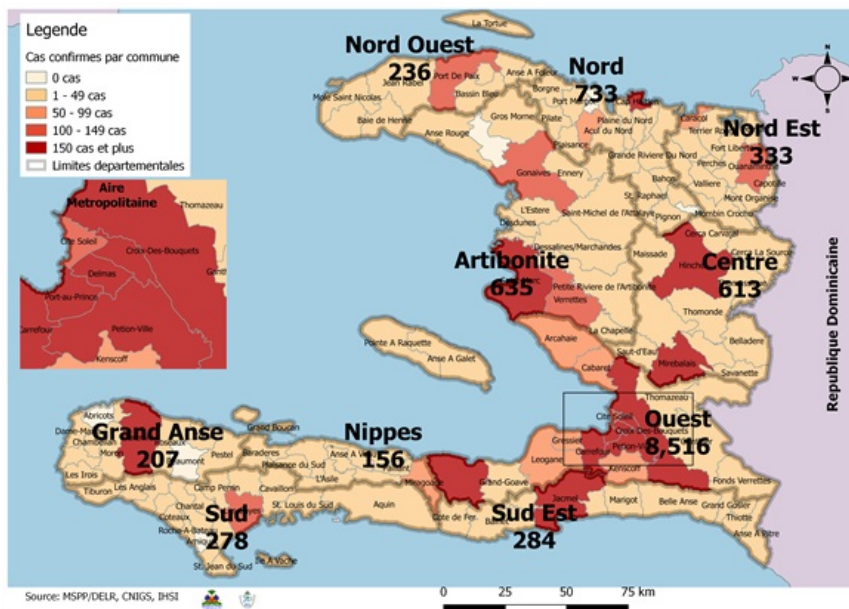 Legende
Cas confirmes par commune
0 cas
1 - 49 cas
50 - 99 cas
100 - 149 cas
150 cas et plus
Limites departementales
Aire
Metropolitaine
Thomazeau
Cite Soleil
Croix-Des-Bouquets
Delmas
Port-au-Prince
Carrefour
Petion-Ville
Kenscoff
La Tortue
Nord Ouest
236
Port De Paix
Jean Rabel
Anse A Foleur
Mole Saint Nicolas
Bassin Bleu
Baie de Henne
Anse Rouge
Gros Morne
Nord
733
Borgne
Pilate
Plaine du Nord
Acul du Nord
Plaisance
Grande Riviere Du Nord
Bahon
St. Raphael
Pignon
Caracol
Nord Est
333
Perches
Valliere
Capotille
Mont Organise
Mombin Crochu
Gonaives
Ennery
L'Estere
Saint-Michel de l'Attalaye
Desdunes
Dessalines/Marchandes
Artibonite
635
Petite Riviere de l'Artibonite
Verrettes
La Chapelle
Cerca Carvajal
Maissade
Cerca La Source
Centre
613
Thomonde
Belladere
Mirebalais
Savanette
Saut-d'Eau
Arcahaie
Cabaret
Pointe A Raquette
Anse A Galet
Thomazeau
Cite Soleil
Ouest
8,516
Croix-Des-Bouquets
Gressier
Carrefour
Leogane
Kenscoff
Fonds Verrettes
Grand-Goave
Abricots
Grand Anse
207
Les Irois
Pestel
Grand Boucan
Baraderes
Plaisance du Sud
Nippes
156
L'Asile
Miragoane
Tiburon
Les Anglais
Camp Perrin
Cavaillon
Chantal
Coteaux
St. Louis du Sud
Aquin
Sud
278
St. Jean du Sud
Ile A Vache
Cote de Fer
Jacmel
Sud Est
284
Marigot
Belle Anse
Grand Gosier
Thiotte
Anse A Pitre
Republique Dominicaine
N
W
E
S
Source: MSPP/DELR, CNIGS, IHSI
0 25 50 75 km